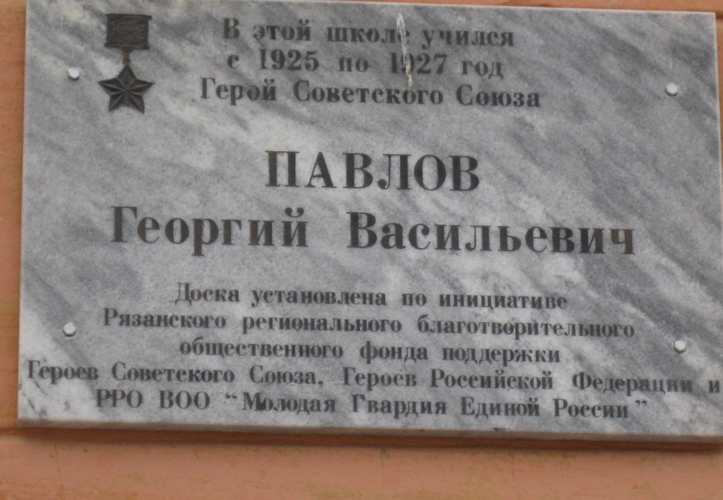 В этой школе учился
с 1925 по 1927 год
Герой Советского Союза
ПАВЛОВ
Георгий Васильевич
Доска установлена по инициативе
Рязанского регионального благотворительного
общественного фонда поддержки
Героев Советского Союза, Героев Российской Федерации и
РРО ВОО "Молодая Гвардия Единой России"